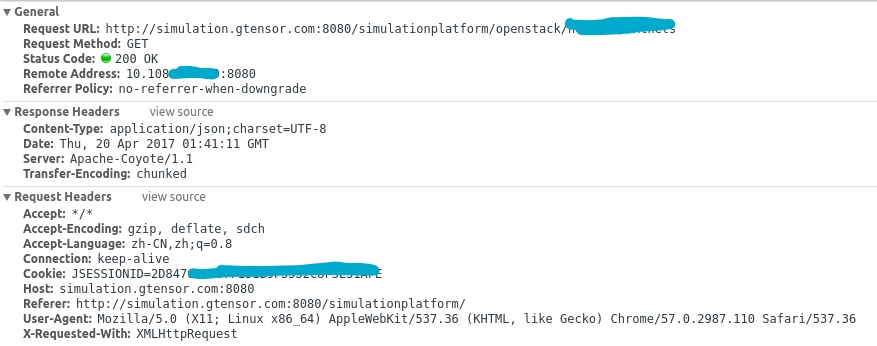 General
Request URL: http://simulation.gtensor.com:8080/simulationplatform/openstack/
Request Method: GET
Status Code: 200 OK
Remote Address: 10.108 :8080
Referrer Policy: no-referrer-when-downgrade
Response Headers view source
Content-Type: application/json;charset=UTF-8
Date: Thu, 20 Apr 2017 01:41:11 GMT
Server: Apache-Coyote/1.1
Transfer-Encoding: chunked
Request Headers view source
Accept: */*
Accept-Encoding: gzip, deflate, sdch
Accept-Language: zh-CN,zh;q=0.8
Connection: keep-alive
Cookie: JSESSIONID=2D847
Host: simulation.gtensor.com:8080
Referer: http://simulation.gtensor.com:8080/simulationplatform/
User-Agent: Mozilla/5.0 (X11; Linux x86_64) AppleWebKit/537.36 (KHTML, like Gecko) Chrome/57.0.2987.110 Safari/537.36
X-Requested-With: XMLHttpRequest